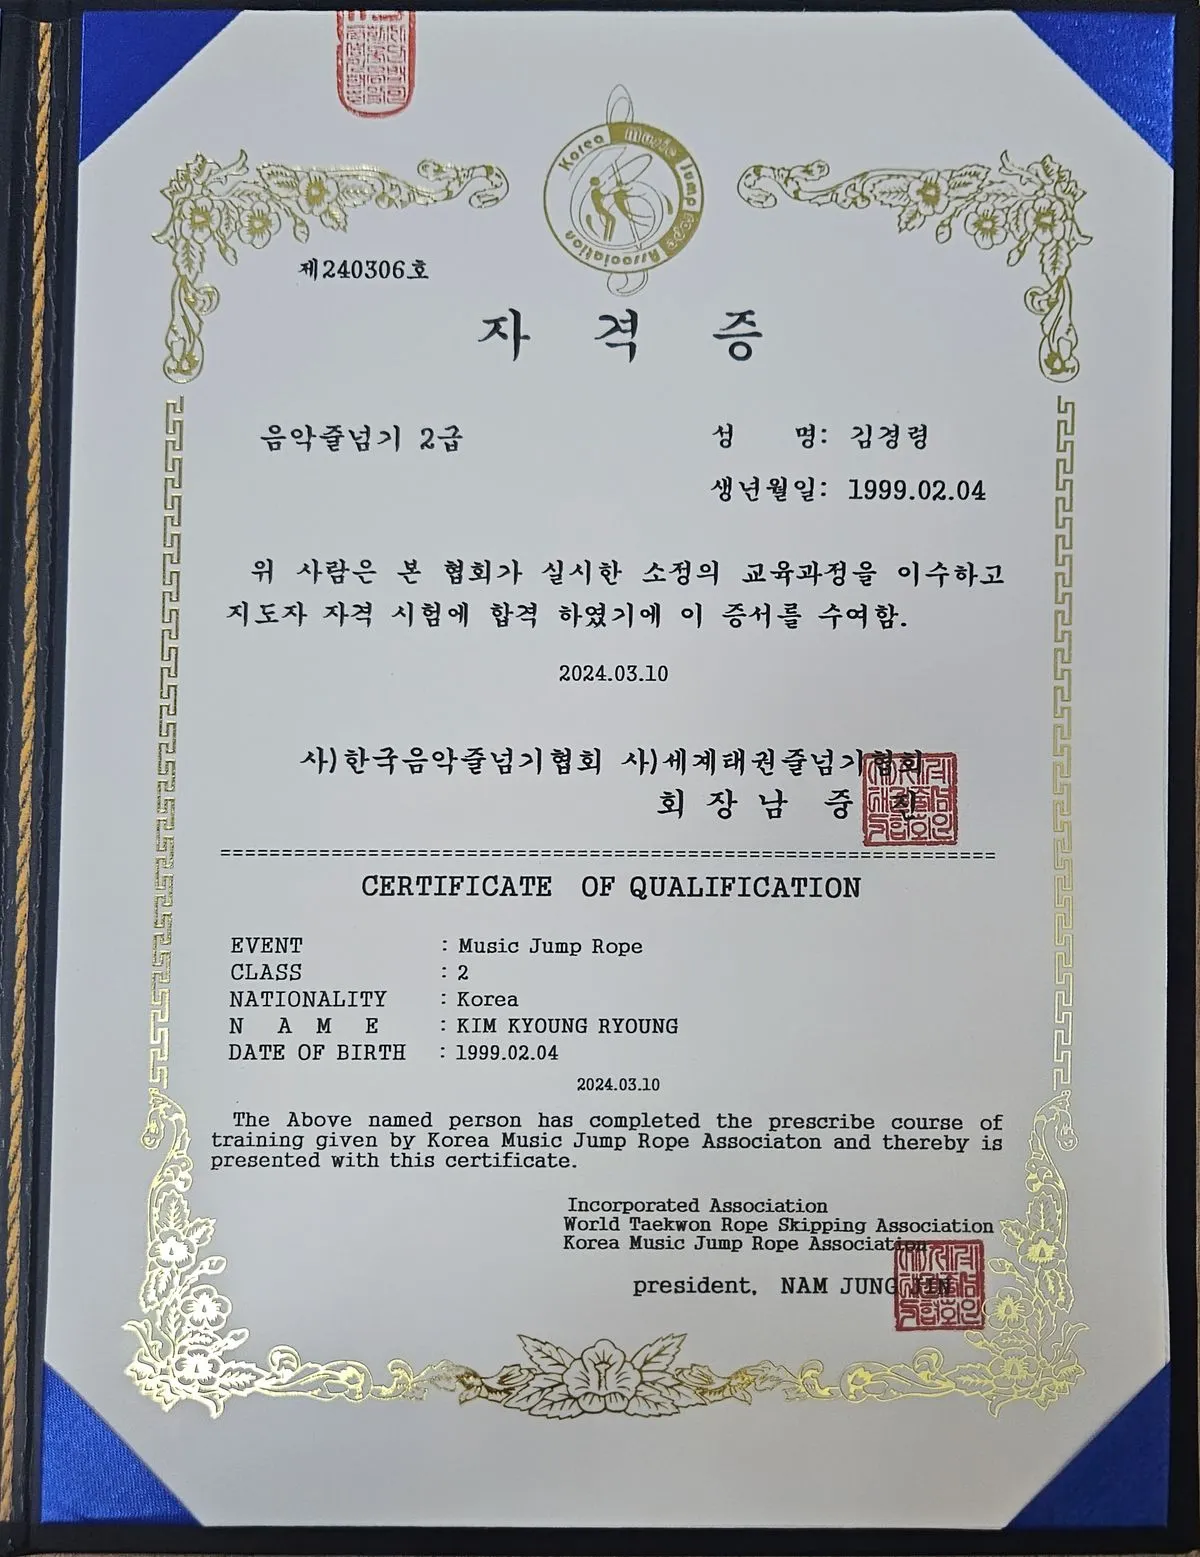 Korea Music Jump Rope Association
제240306호
자 격 증
음악줄넘기 2급
성 명: 김경령
생년월일: 1999.02.04
위 사람은 본 협회가 실시한 소정의 교육과정을 이수하고
지도자 자격 시험에 합격 하였기에 이 증서를 수여함.
2024.03.10
사)한국음악줄넘기협회 사)세계태권줄넘기협회
회 장 남 중 진
CERTIFICATE OF QUALIFICATION
EVENT : Music Jump Rope
CLASS : 2
NATIONALITY : Korea
N A M E : KIM KYOUNG RYOUNG
DATE OF BIRTH : 1999.02.04
2024.03.10
The Above named person has completed the prescribe course of
training given by Korea Music Jump Rope Associaton and thereby is
presented with this certificate.
Incorporated Association
World Taekwon Rope Skipping Association
Korea Music Jump Rope Association
president, NAM JUNG JIN